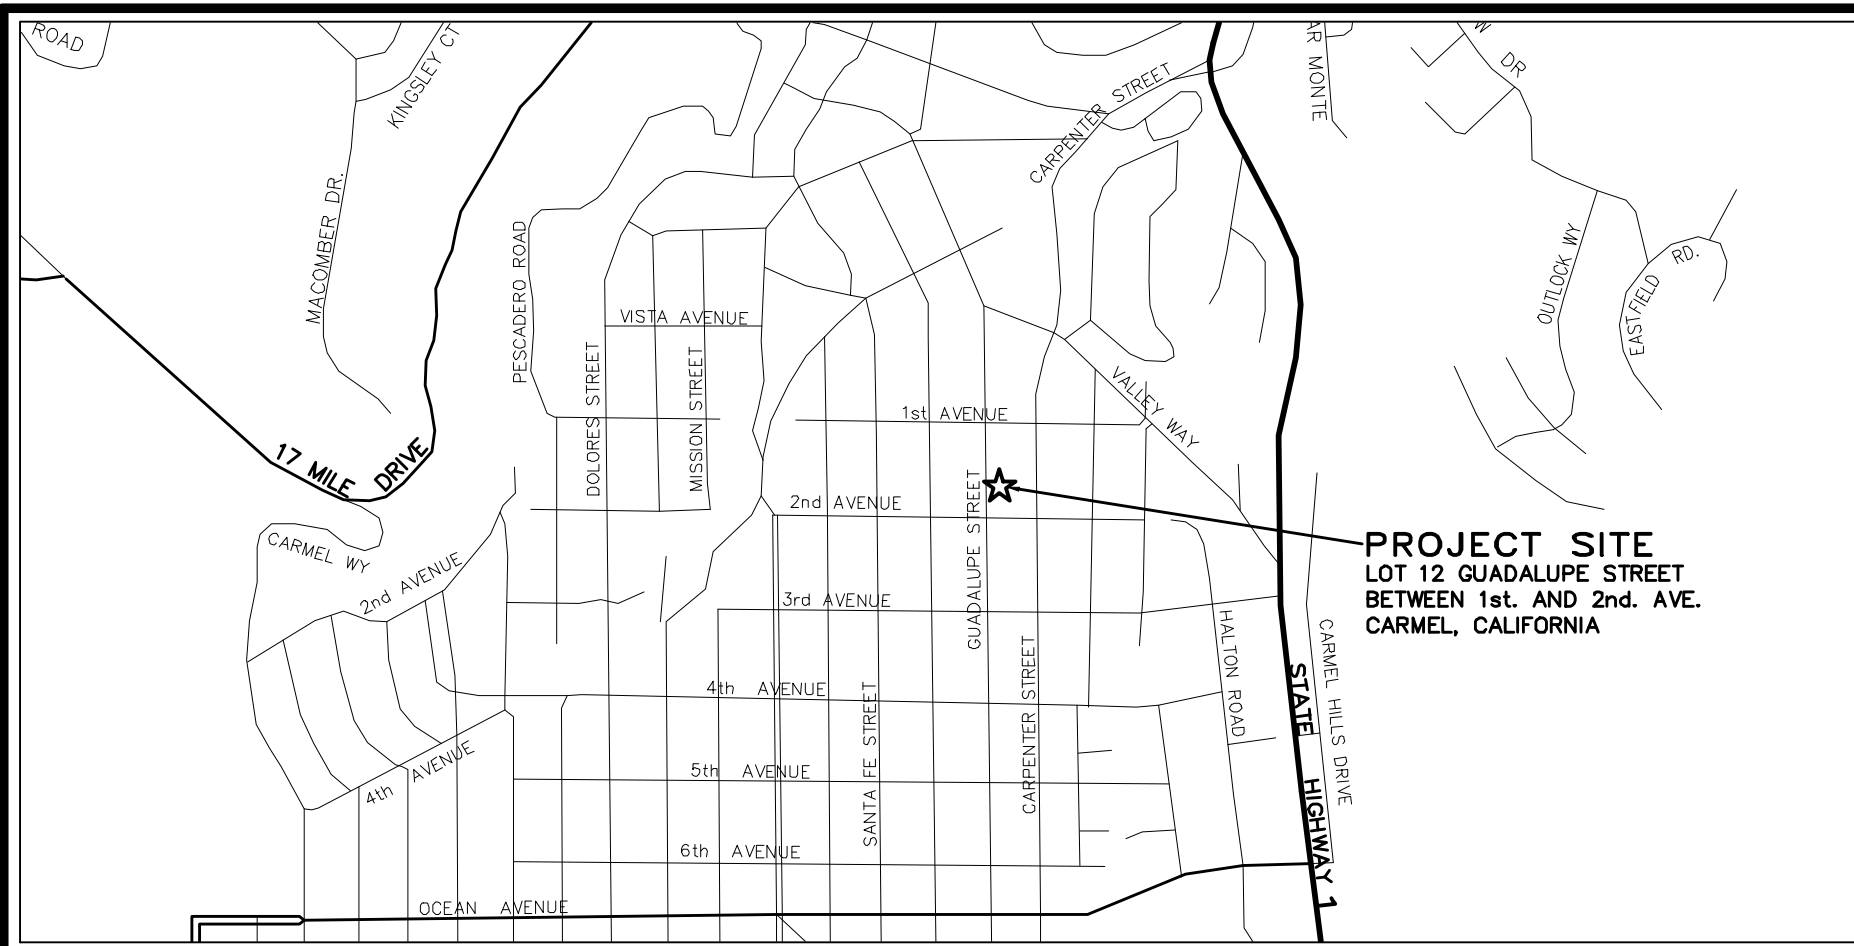 ROAD
KINGSLEY CT
MACOMBER DR.
PESCADERO ROAD
CARPENTER STREET
AR MONTE
W DR
OUTLOCK WY
EASTFIELD RD.
VISTA AVENUE
DOLORES STREET
MISSION STREET
1st AVENUE
VALLEY WAY
17 MILE DRIVE
2nd AVENUE
GUADALUPE STREET
CARMEL WY
2nd AVENUE
PROJECT SITE
LOT 12 GUADALUPE STREET
BETWEEN 1st. AND 2nd. AVE.
CARMEL, CALIFORNIA
3rd AVENUE
HALTON ROAD
CARMEL HILLS DRIVE
STATE HIGHWAY 1
4th AVENUE
SANTA FE STREET
CARPENTER STREET
4th AVENUE
5th AVENUE
6th AVENUE
OCEAN AVENUE